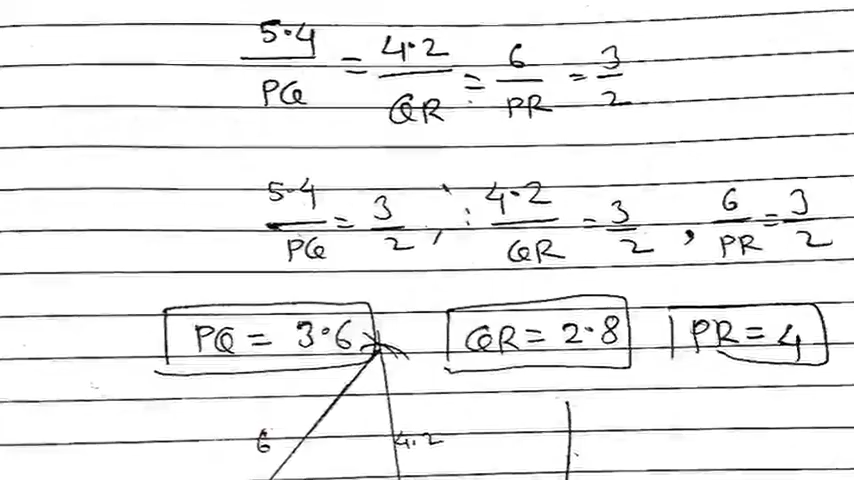 5.4/PQ = 4.2/QR = 6/PR = 3/2
5.4/PQ = 3/2, 4.2/QR = 3/2, 6/PR = 3/2
PQ = 3.6 QR = 2.8 PR = 4
6 4.2